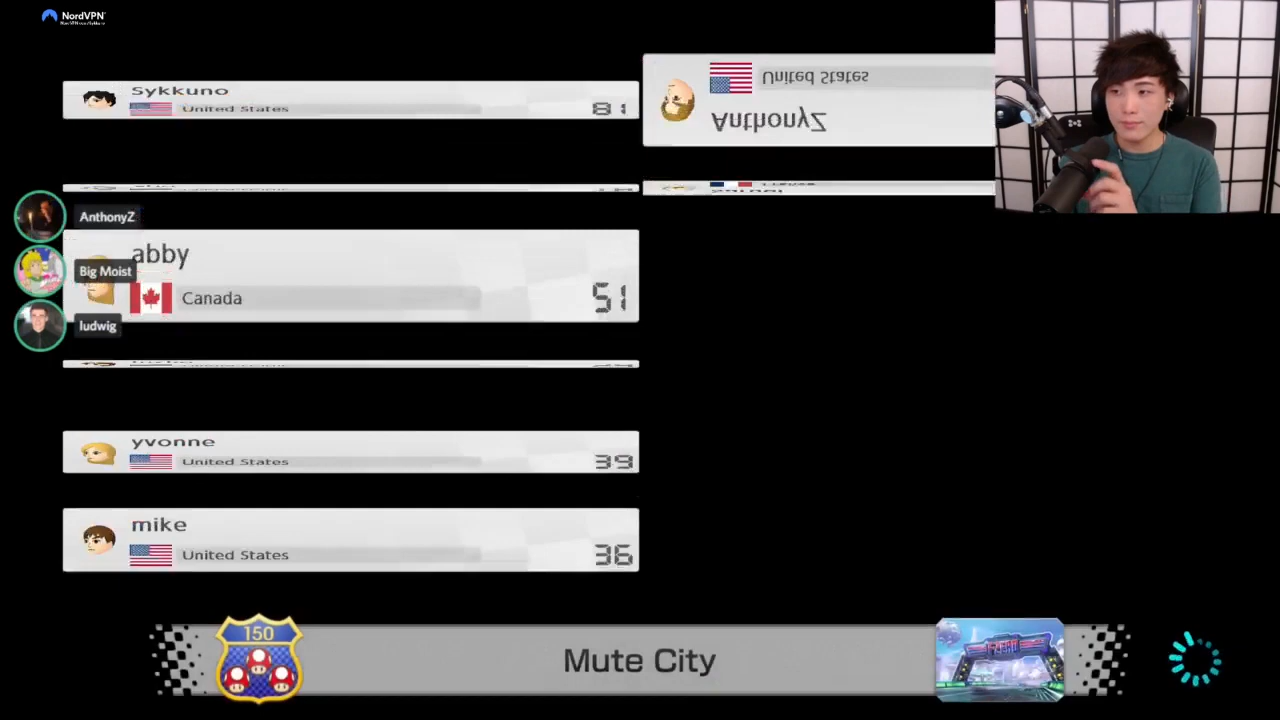 NordVPN
Sykkuno
United States
81
AnthonyZ
United States
AnthonyZ
Big Moist
ludwig
abby
Canada
51
yvonne
United States
39
mike
United States
36
150
Mute City